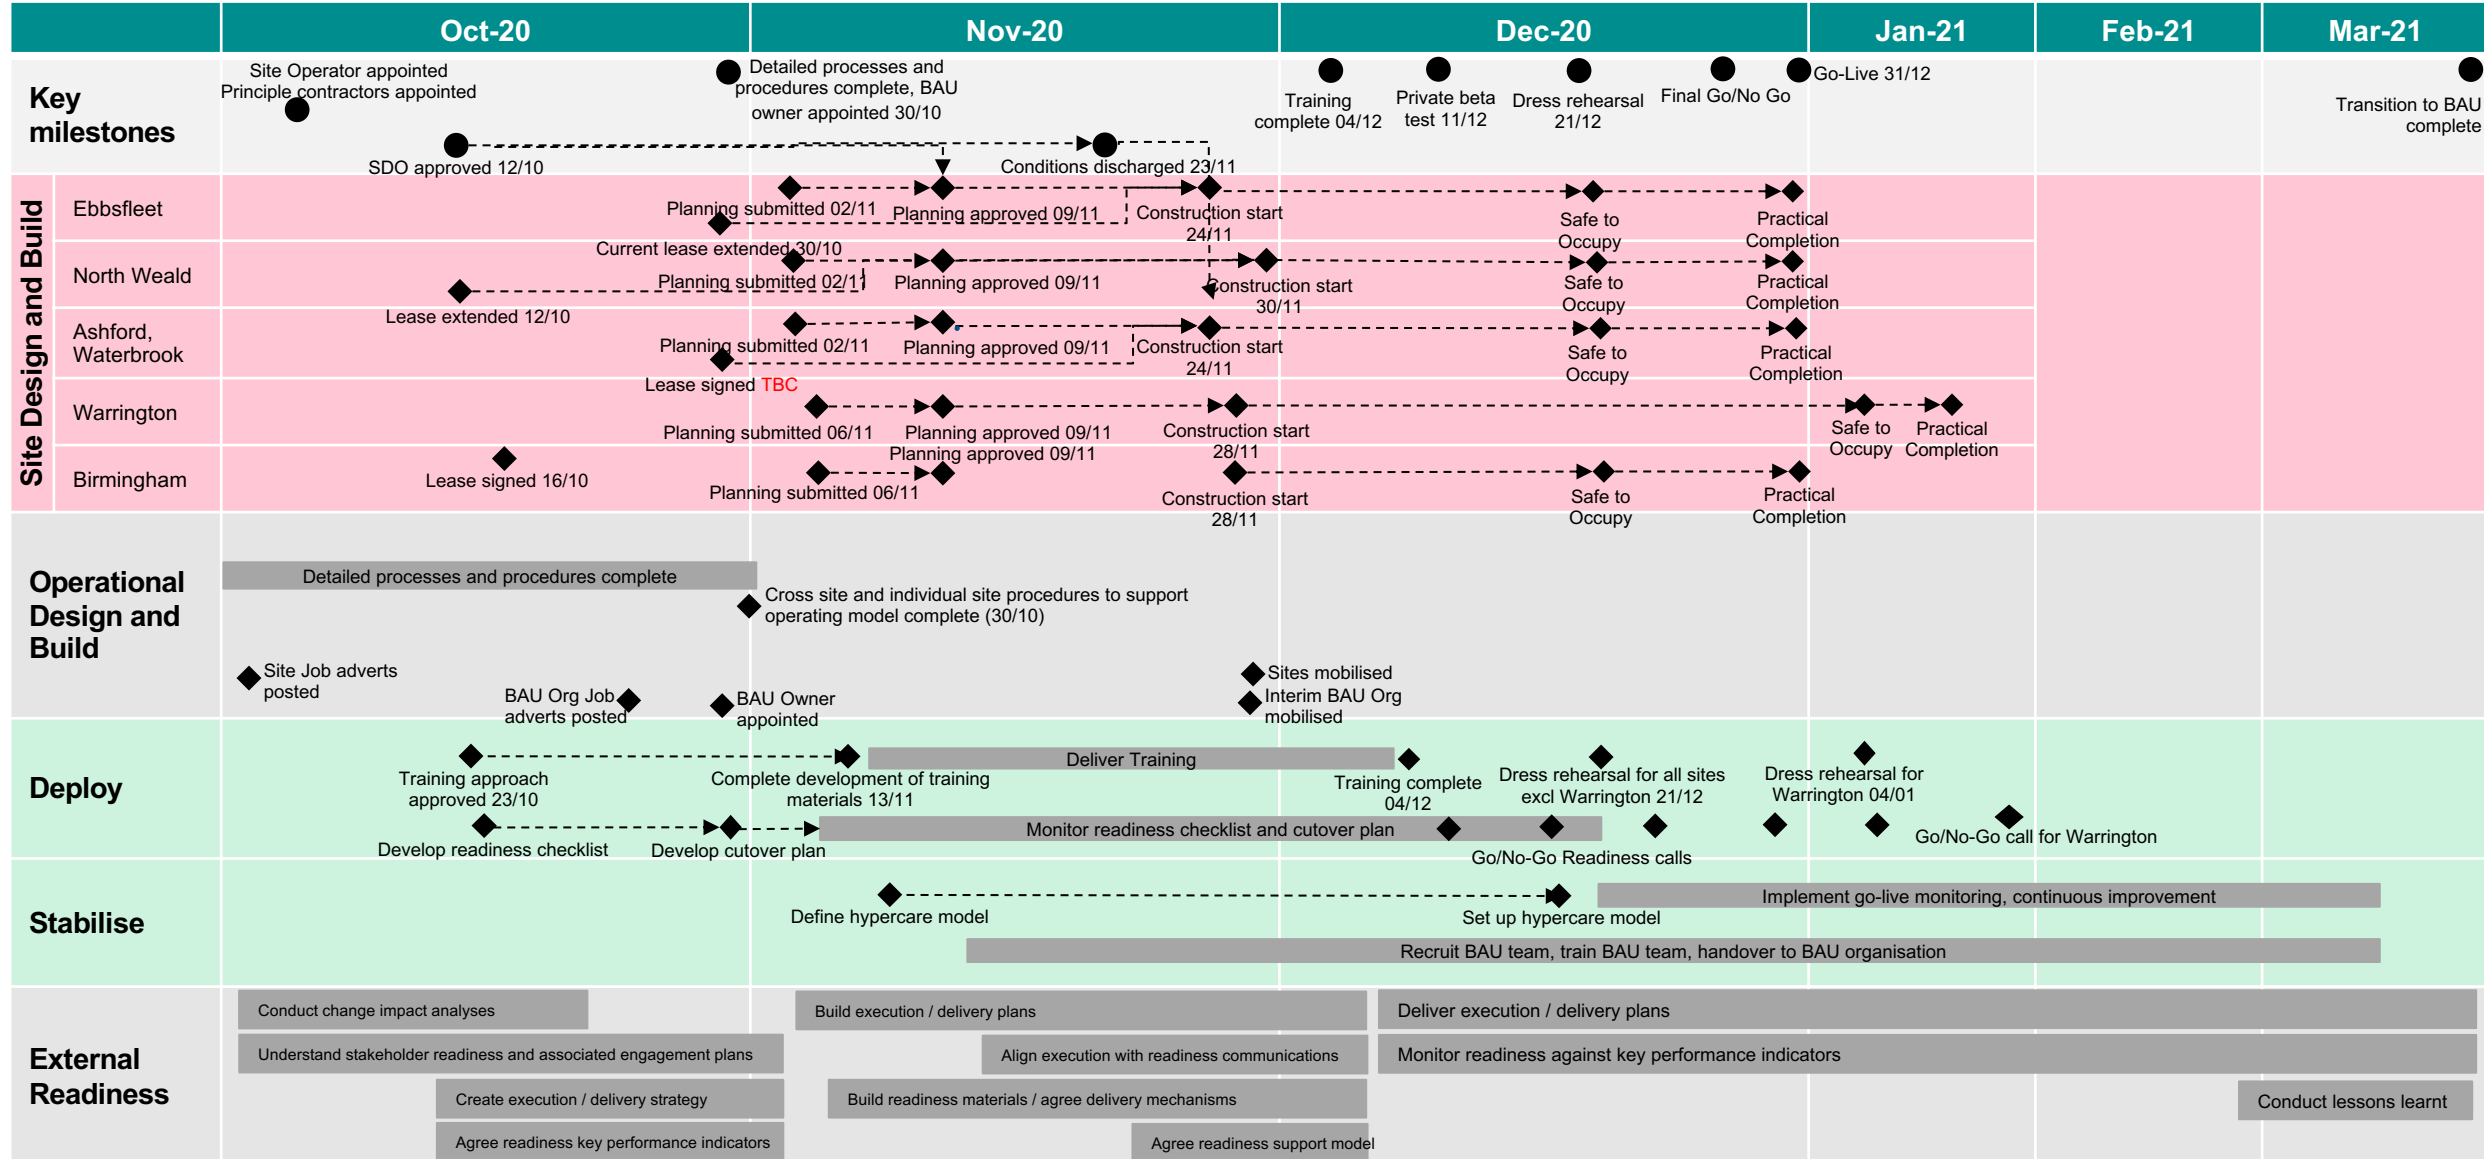 Oct-20
Nov-20
Dec-20
Jan-21
Feb-21
Mar-21
Key
milestones
Site Operator appointed
Principle contractors appointed
Detailed processes and
procedures complete, BAU
owner appointed 30/10
Training
complete 04/12
Private beta
test 11/12
Dress rehearsal
21/12
Final Go/No Go
Go-Live 31/12
Transition to BAU
complete
SDO approved 12/10
Conditions discharged 23/11
Site Design and Build
Ebbsfleet
Planning submitted 02/11
Planning approved 09/11
Construction start
24/11
Safe to
Occupy
Practical
Completion
Current lease extended 30/10
North Weald
Planning submitted 02/11
Planning approved 09/11
Construction start
30/11
Safe to
Occupy
Practical
Completion
Lease extended 12/10
Ashford,
Waterbrook
Planning submitted 02/11
Planning approved 09/11
Construction start
24/11
Safe to
Occupy
Practical
Completion
Lease signed TBC
Warrington
Planning submitted 06/11
Planning approved 09/11
Construction start
28/11
Safe to
Occupy
Practical
Completion
Birmingham
Lease signed 16/10
Planning approved 09/11
Planning submitted 06/11
Construction start
28/11
Safe to
Occupy
Practical
Completion
Operational
Design and
Build
Detailed processes and procedures complete
Cross site and individual site procedures to support
operating model complete (30/10)
Site Job adverts
posted
BAU Org Job
adverts posted
BAU Owner
appointed
Sites mobilised
Interim BAU Org
mobilised
Deploy
Training approach
approved 23/10
Complete development of training
materials 13/11
Deliver Training
Training complete
04/12
Dress rehearsal for all sites
excl Warrington 21/12
Dress rehearsal for
Warrington 04/01
Develop readiness checklist
Develop cutover plan
Monitor readiness checklist and cutover plan
Go/No-Go Readiness calls
Go/No-Go call for Warrington
Stabilise
Define hypercare model
Set up hypercare model
Implement go-live monitoring, continuous improvement
Recruit BAU team, train BAU team, handover to BAU organisation
External
Readiness
Conduct change impact analyses
Build execution / delivery plans
Deliver execution / delivery plans
Understand stakeholder readiness and associated engagement plans
Align execution with readiness communications
Monitor readiness against key performance indicators
Create execution / delivery strategy
Build readiness materials / agree delivery mechanisms
Conduct lessons learnt
Agree readiness key performance indicators
Agree readiness support model